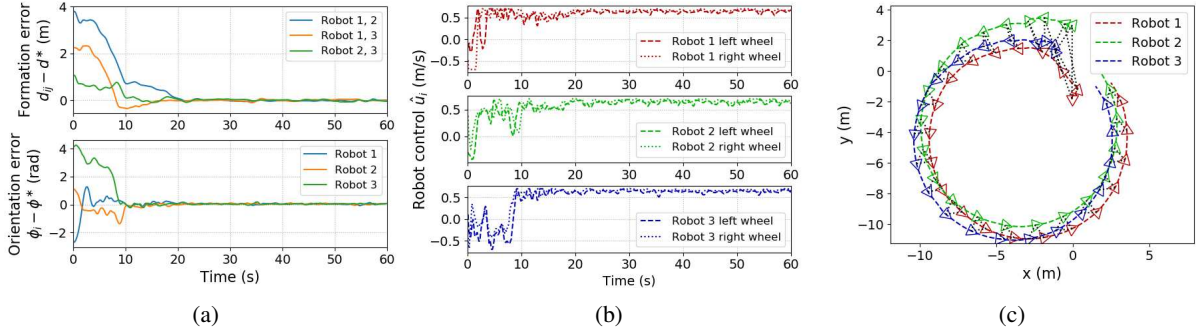 Formation error
d_ij − d* (m)
4
2
0
Robot 1, 2
Robot 1, 3
Robot 2, 3
0 10 20 30 40 50 60
Time (s)
Orientation error
ϕ_i − ϕ* (rad)
4
2
0
−2
Robot 1
Robot 2
Robot 3
0 10 20 30 40 50 60
Time (s)
(a)
Robot control û_i (m/s)
0.5
0.0
−0.5
Robot 1 left wheel
Robot 1 right wheel
0 10 20 30 40 50 60
0.5
0.0
Robot 2 left wheel
Robot 2 right wheel
0 10 20 30 40 50 60
0.5
0.0
−0.5
Robot 3 left wheel
Robot 3 right wheel
0 10 20 30 40 50 60
Time (s)
(b)
y (m)
4
2
0
−2
−4
−6
−8
−10
Robot 1
Robot 2
Robot 3
−10 −5 0 5
x (m)
(c)